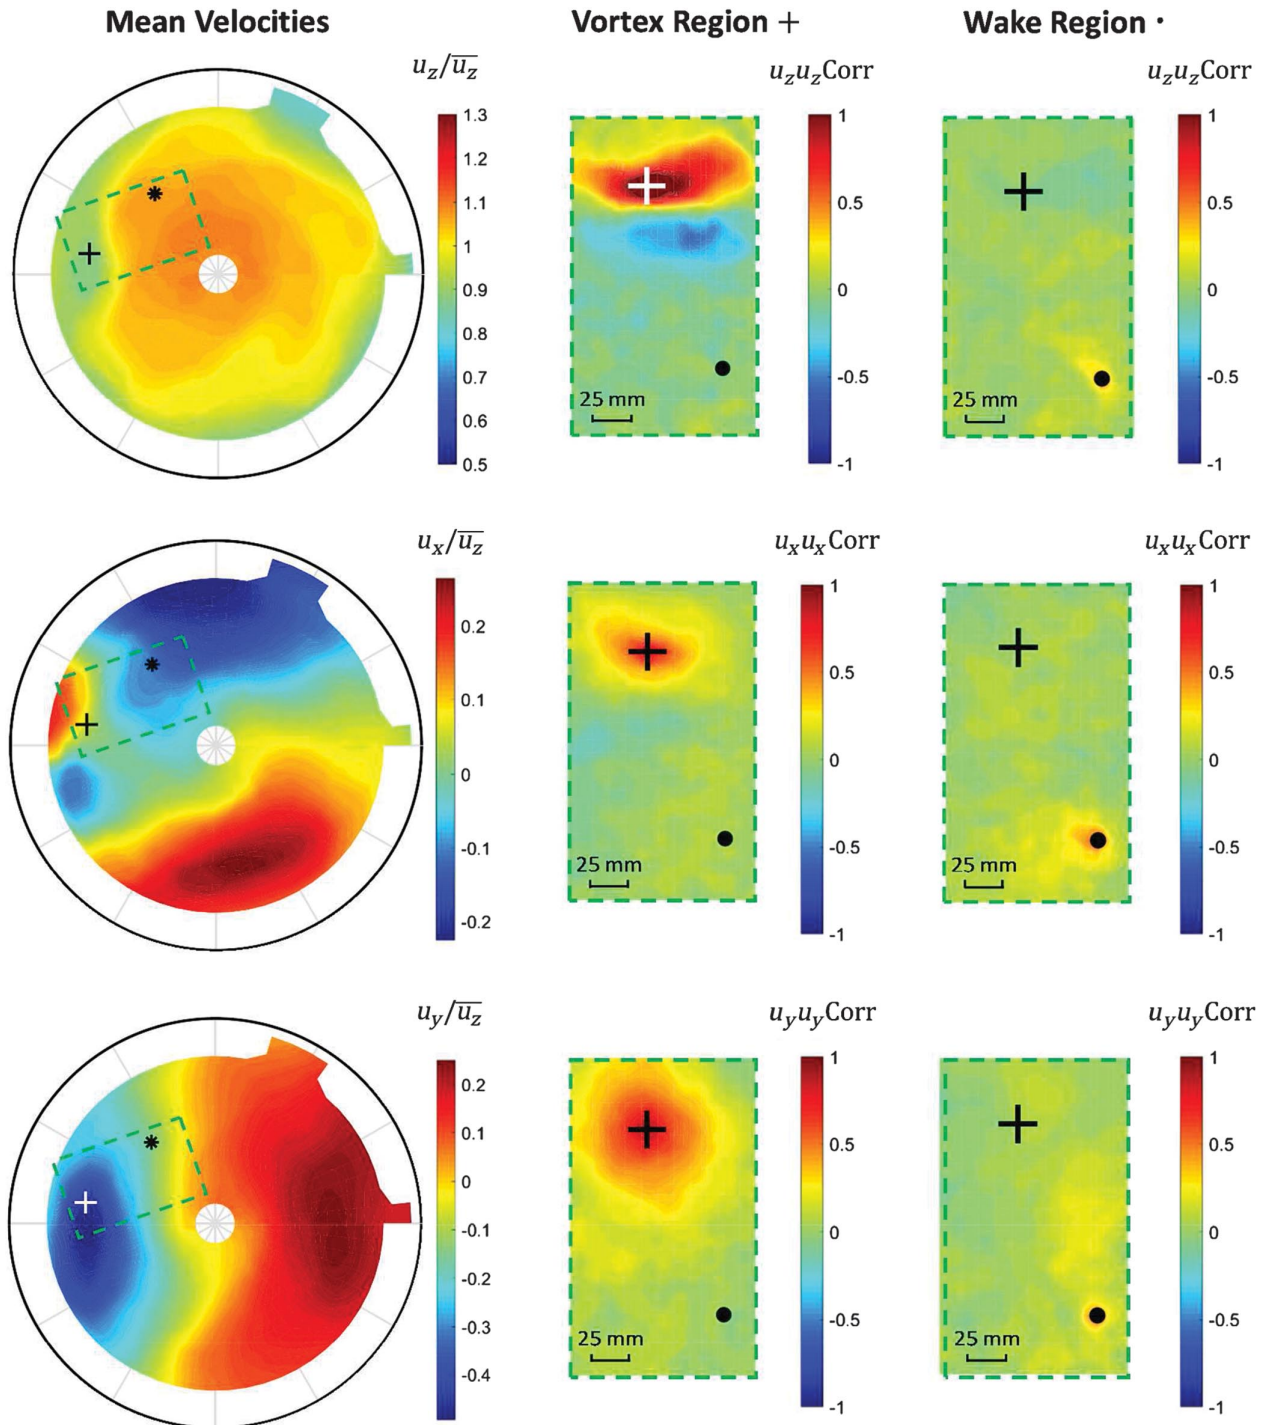 Mean Velocities
Vortex Region +
Wake Region ·
u_z/\overline{u_z}
u_zu_zCorr
u_zu_zCorr
1.3
1.2
1.1
1
0.9
0.8
0.7
0.6
0.5
1
0.5
0
-0.5
-1
25 mm
1
0.5
0
-0.5
-1
25 mm
u_x/\overline{u_z}
u_xu_xCorr
u_xu_xCorr
0.2
0.1
0
-0.1
-0.2
1
0.5
0
-0.5
-1
25 mm
1
0.5
0
-0.5
-1
25 mm
u_y/\overline{u_z}
u_yu_yCorr
u_yu_yCorr
0.2
0.1
0
-0.1
-0.2
-0.3
-0.4
1
0.5
0
-0.5
-1
25 mm
1
0.5
0
-0.5
-1
25 mm